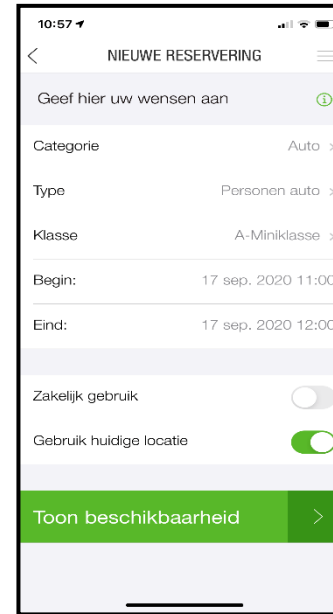 10:57
NIEUWE RESERVERING
Geef hier uw wensen aan
Categorie Auto
Type Personen auto
Klasse A-Miniklasse
Begin: 17 sep. 2020 11:00
Eind: 17 sep. 2020 12:00
Zakelijk gebruik
Gebruik huidige locatie
Toon beschikbaarheid